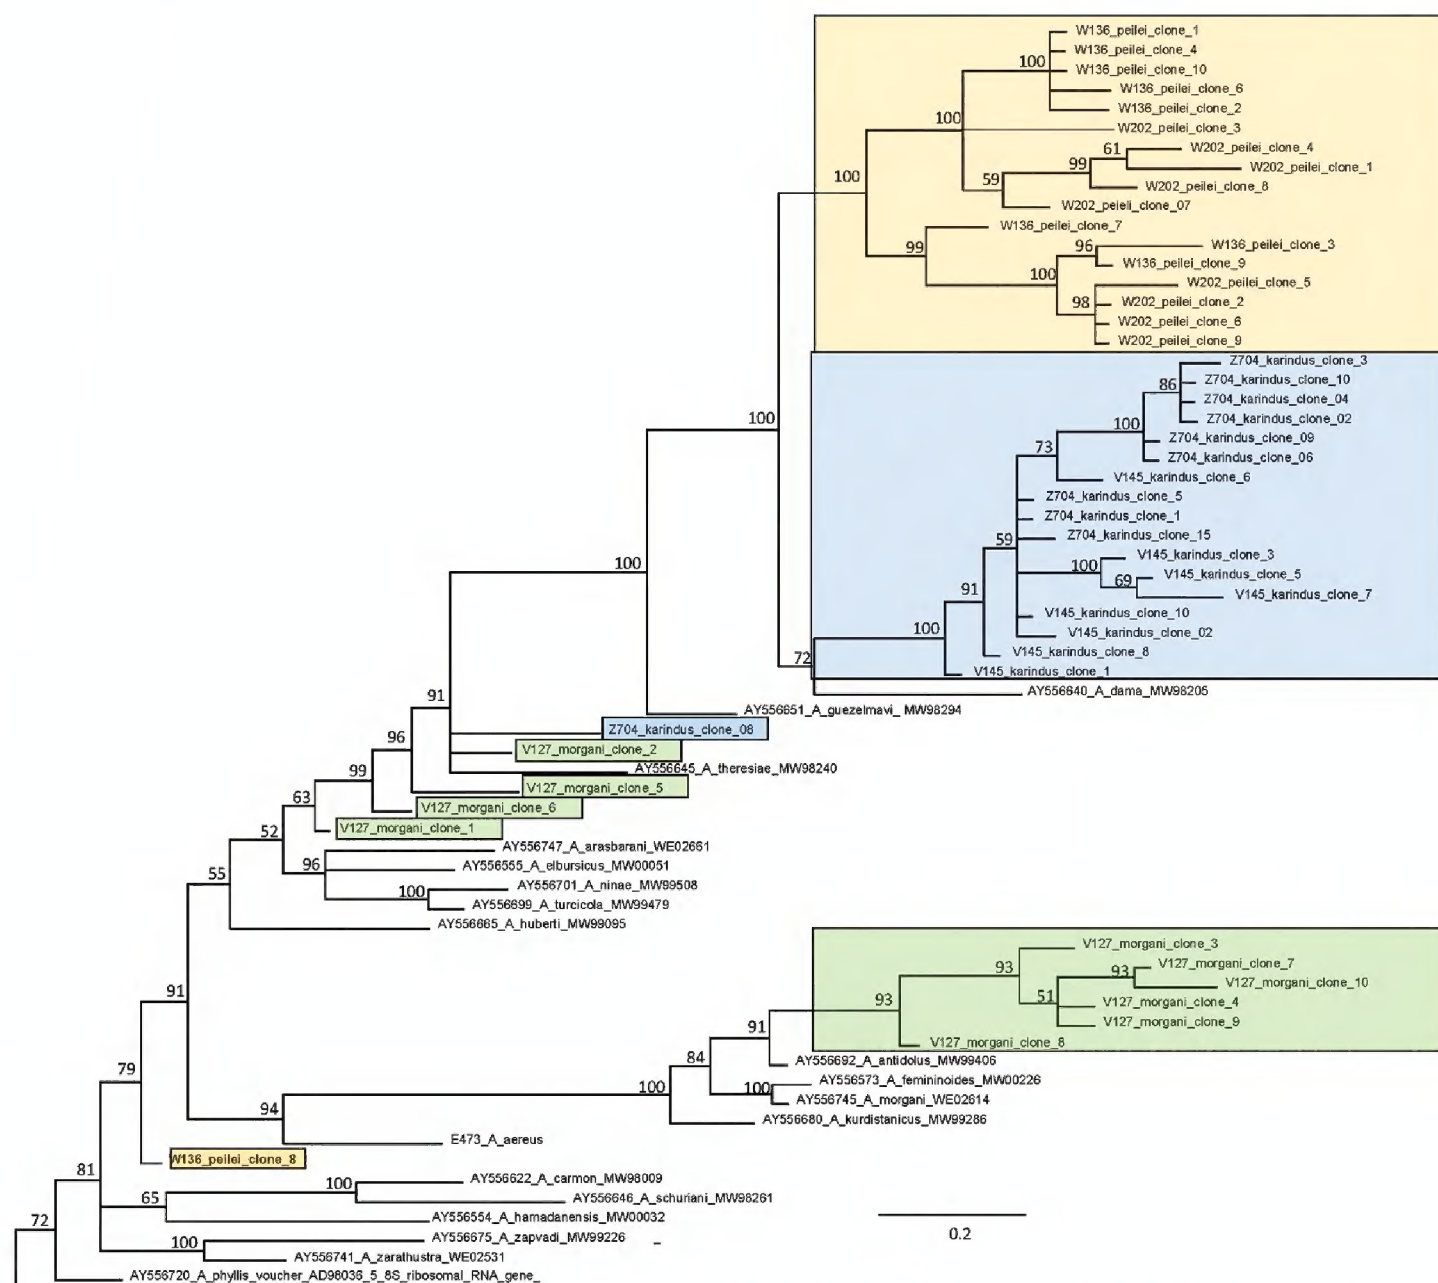 W136_peilei_clone_1
W136_peilei_clone_4
100
W136_peilei_clone_10
W136_peilei_clone_6
W136_peilei_clone_2
100
W202_peilei_clone_3
61
W202_peilei_clone_4
99
W202_peilei_clone_1
100
59
W202_peilei_clone_8
W202_peieli_clone_07
W136_peilei_clone_7
99
96
W136_peilei_clone_3
100
W136_peilei_clone_9
W202_peilei_clone_5
98
W202_peilei_clone_2
W202_peilei_clone_6
W202_peilei_clone_9
Z704_karindus_clone_3
86
Z704_karindus_clone_10
Z704_karindus_clone_04
100
100
Z704_karindus_clone_02
Z704_karindus_clone_09
73
Z704_karindus_clone_06
V145_karindus_clone_6
Z704_karindus_clone_5
Z704_karindus_clone_1
59
Z704_karindus_clone_15
V145_karindus_clone_3
100
100
69
V145_karindus_clone_5
91
V145_karindus_clone_7
V145_karindus_clone_10
100
V145_karindus_clone_02
72
V145_karindus_clone_8
V145_karindus_clone_1
91
AY556640_A_dama_MW98205
AY556651_A_guezelmavi_ MW98294
Z704_karindus_clone_08
96
V127_morgani_clone_2
99
AY556645_A_theresiae_MW98240
V127_morgani_clone_5
63
V127_morgani_clone_6
52
V127_morgani_clone_1
AY556747_A_arasbarani_WE02661
96
AY556555_A_elbursicus_MW00051
55
100
AY556701_A_ninae_MW99508
AY556699_A_turcicola_MW99479
AY556665_A_huberti_MW99095
V127_morgani_clone_3
93
93
V127_morgani_clone_7
V127_morgani_clone_10
91
93
51
V127_morgani_clone_4
V127_morgani_clone_9
91
V127_morgani_clone_8
84
AY556692_A_antidolus_MW99406
79
100
100
AY556573_A_femininoides_MW00226
AY556745_A_morgani_WE02614
94
AY556680_A_kurdistanicus_MW99286
E473_A_aereus
W136_peilei_clone_8
81
100
AY556622_A_carmon_MW98009
65
AY556646_A_schuriani_MW98261
72
AY556554_A_hamadanensis_MW00032
0.2
100
AY556675_A_zapvadi_MW99226 _
AY556741_A_zarathustra_WE02531
AY556720_A_phyllis_voucher_AD98036_5_8S_ribosomal_RNA_gene_